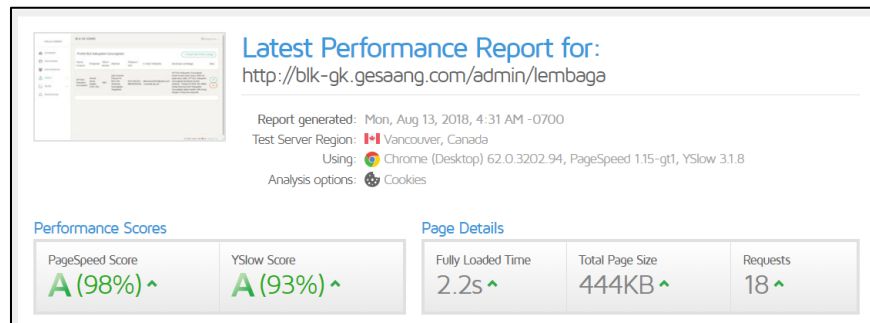 Latest Performance Report for:
http://blk-gk.gesaang.com/admin/lembaga
Report generated: Mon, Aug 13, 2018, 4:31 AM -0700
Test Server Region: Vancouver, Canada
Using: Chrome (Desktop) 62.0.3202.94, PageSpeed 1.15-gt1, YSlow 3.1.8
Analysis options: Cookies
Performance Scores
Page Details
PageSpeed Score
YSlow Score
Fully Loaded Time
Total Page Size
Requests
A (98%)
A (93%)
2.2s
444KB
18